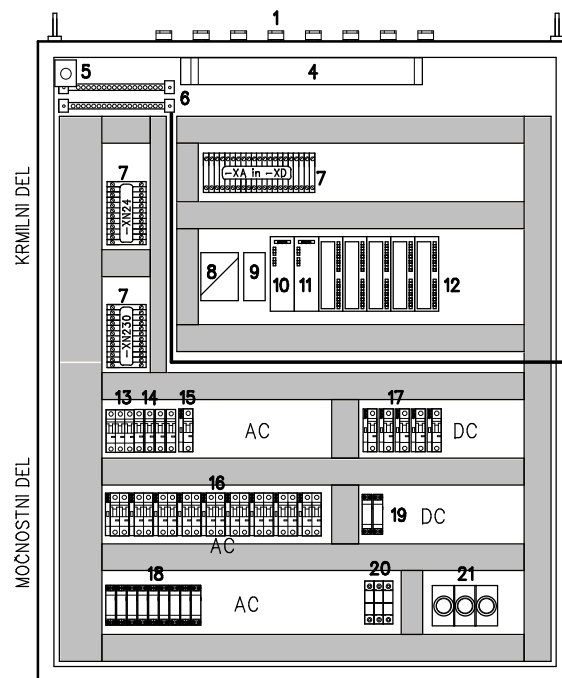 1
4
5
6
7
-XA in -XD
7
-XN24
KRMILNI DEL
8
9
10
11
12
7
-XN230
13
14
15
17
AC
DC
16
19
DC
AC
MOČNOSTNI DEL
18
20
21
AC